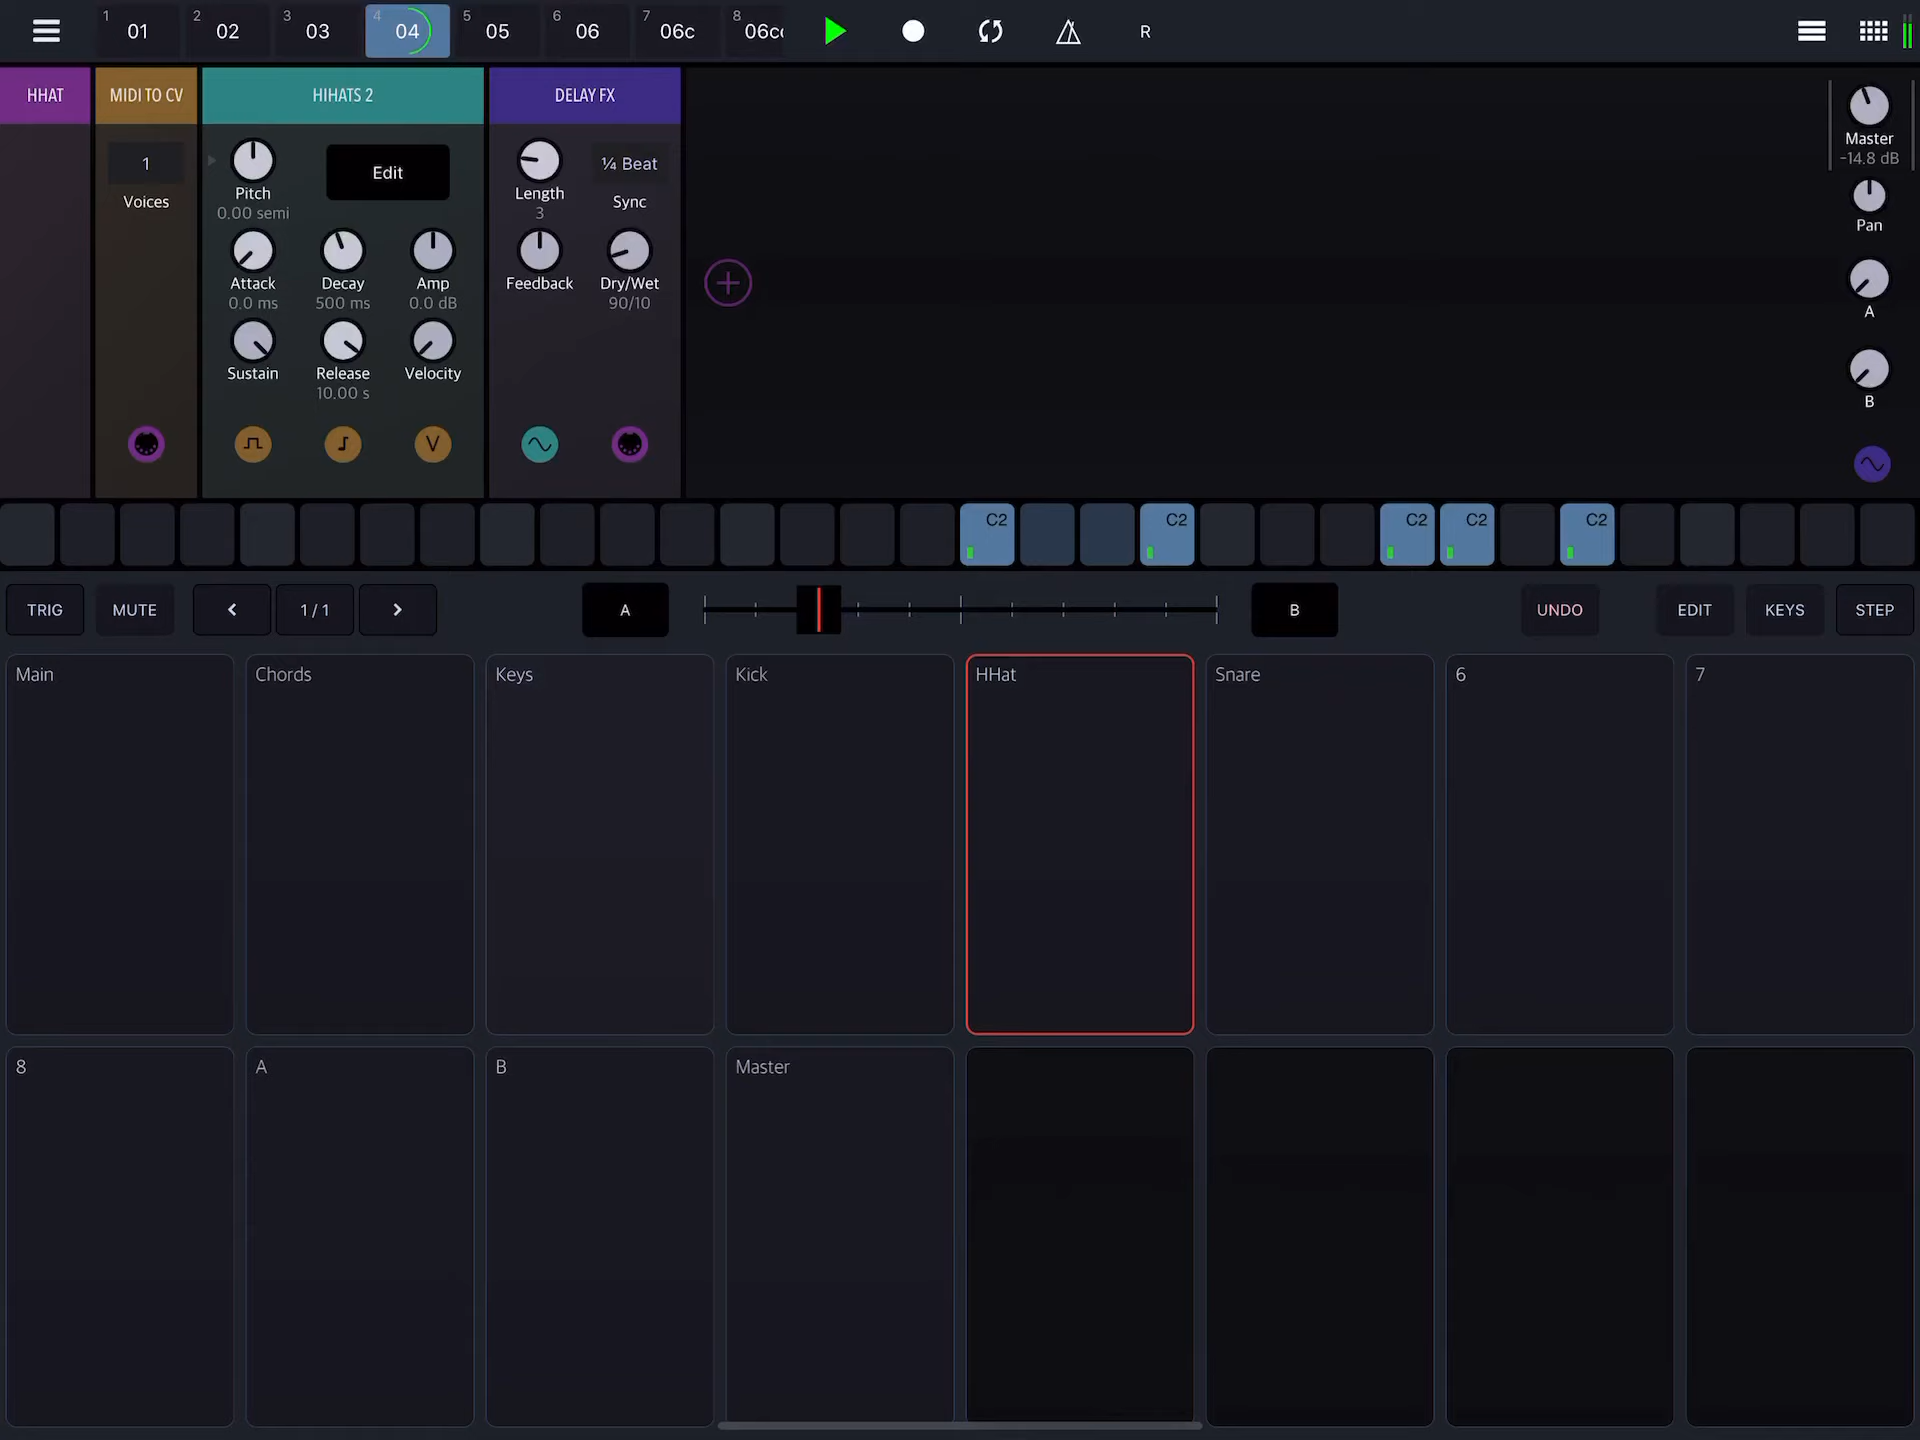 1 01
2 02
3 03
4 04
5 05
6 06
7 06c
8
R
HHAT
MIDI TO CV
HIHATS 2
DELAY FX
1
Voices
Pitch
0.00 semi
Edit
Attack
0.0 ms
Decay
500 ms
Amp
0.0 dB
Sustain
Release
10.00 s
Velocity
V
Length
3
¼ Beat
Sync
Feedback
Dry/Wet
90/10
Master
-14.8 dB
Pan
A
B
C2
C2
C2
C2
C2
TRIG
MUTE
<
1 / 1
>
A
B
UNDO
EDIT
KEYS
STEP
Main
Chords
Keys
Kick
HHat
Snare
6
7
8
A
B
Master